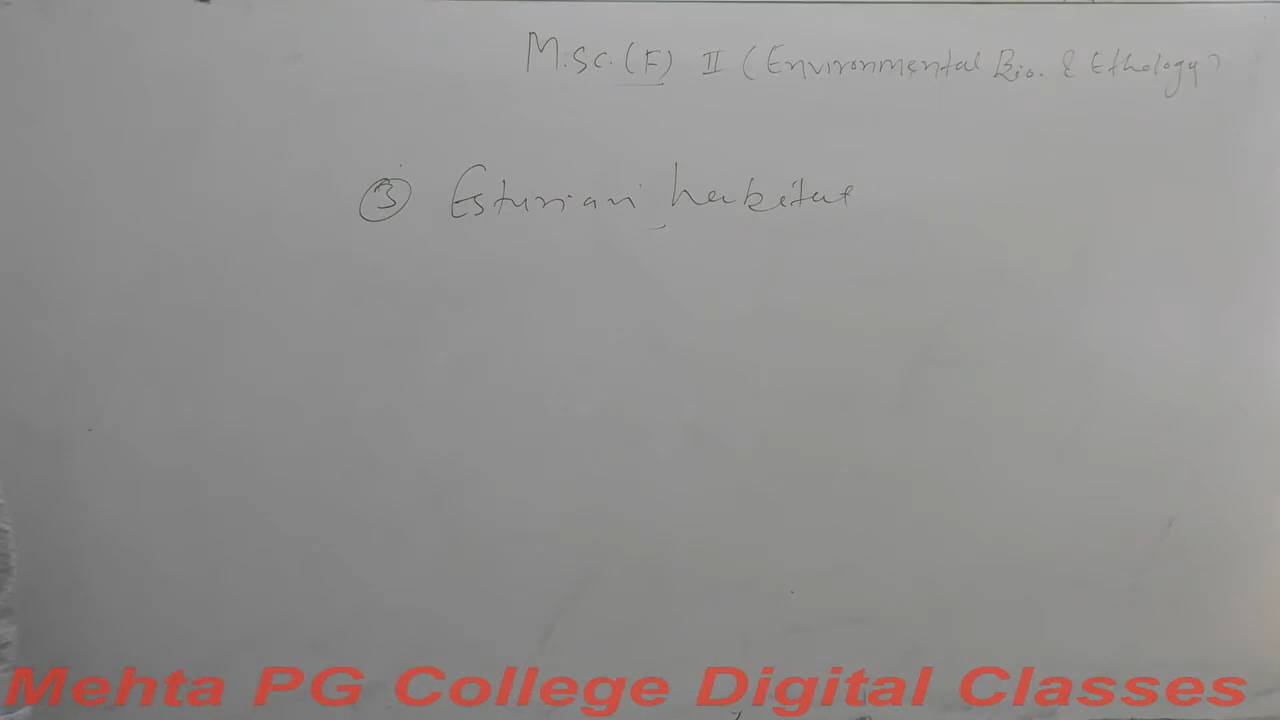 M.Sc. (F) II (Environmental Bio. & Ethology)
③ Esturian habitat
Mehta PG College Digital Classes